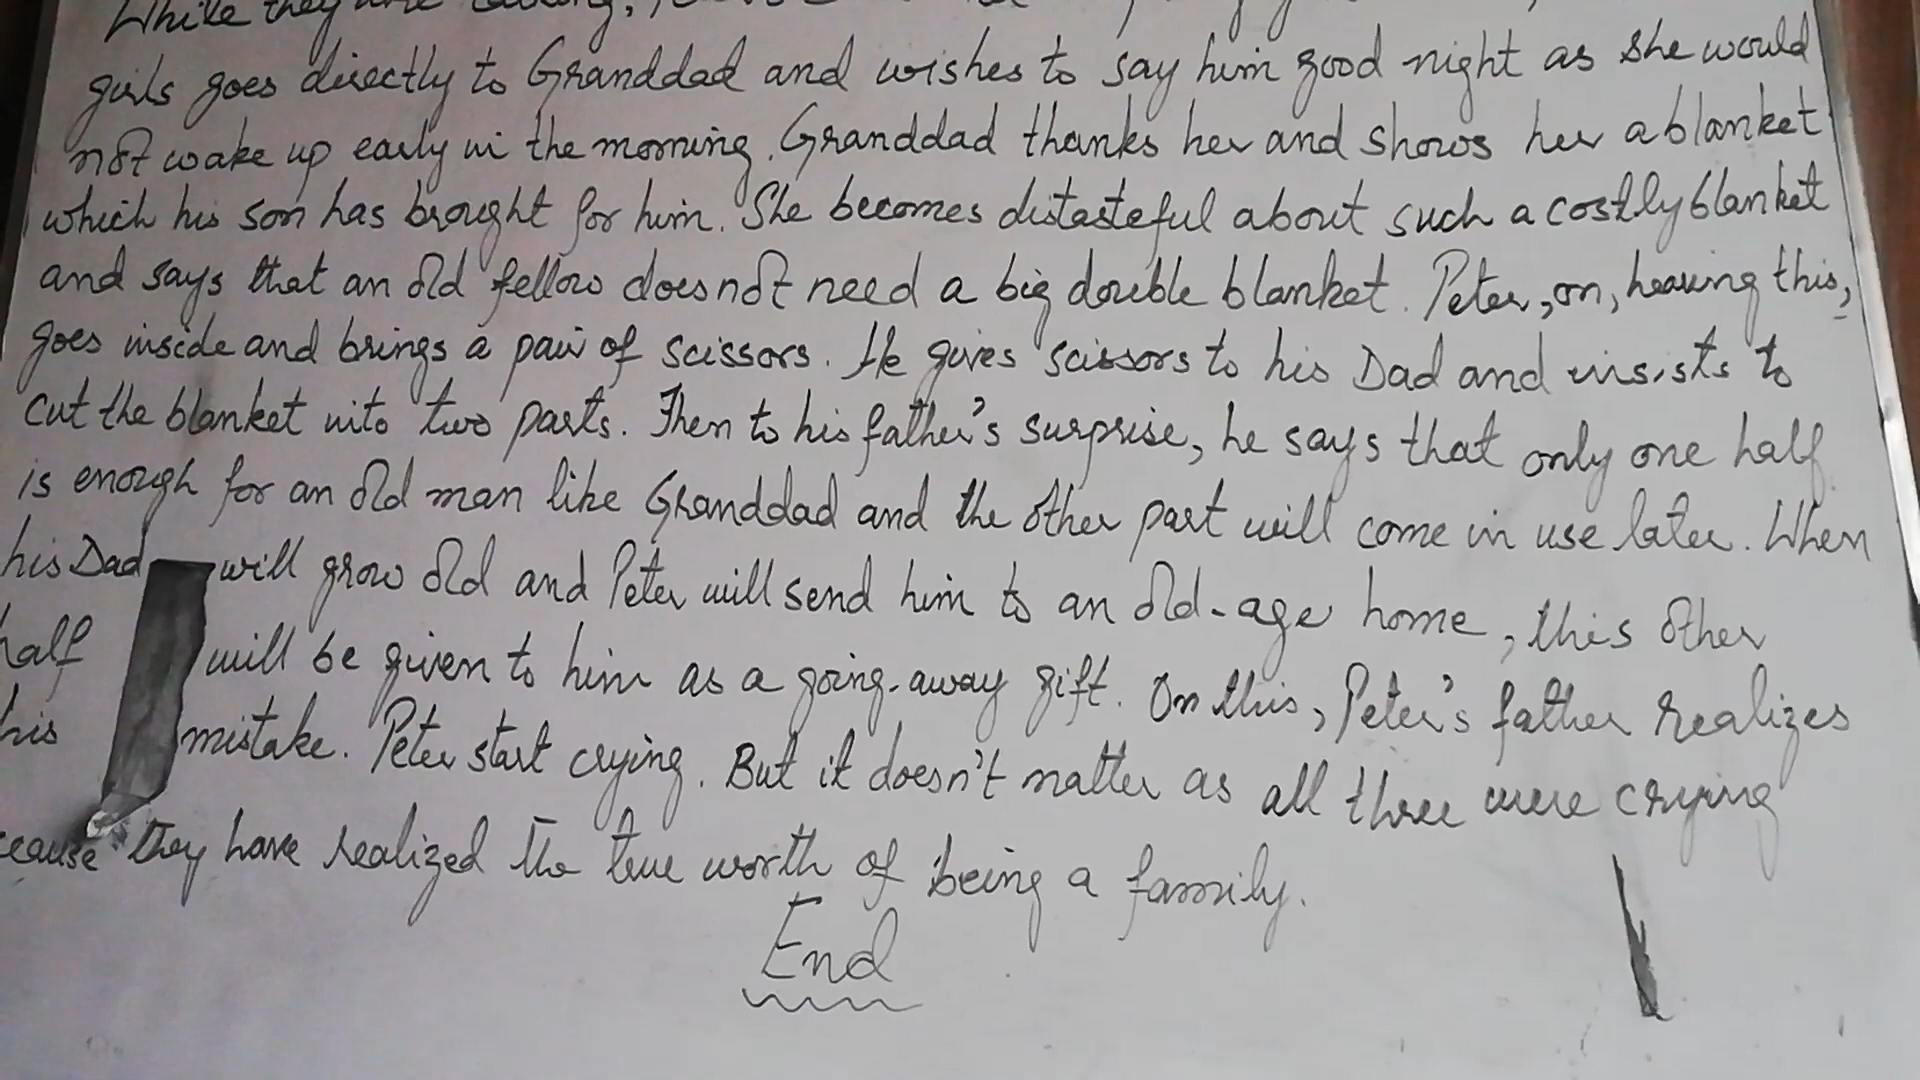 While they are talking,
girls goes directly to Granddad and wishes to say him good night as she would
not wake up early in the morning. Granddad thanks her and shows her a blanket
which his son has brought for him. She becomes distasteful about such a costly blanket
and says that an old fellow does not need a big double blanket. Peter, on, hearing this,
goes inside and brings a pair of scissors. He gives scissors to his Dad and insists to
cut the blanket into two parts. Then to his father's surprise, he says that only one half
is enough for an old man like Granddad and the other part will come in use later. When
his Dad will grow old and Peter will send him to an old-age home, this other
half will be given to him as a going-away gift. On this, Peter's father realizes
his mistake. Peter start crying. But it doesn't matter as all three were crying
they have realized the true worth of being a family.
End